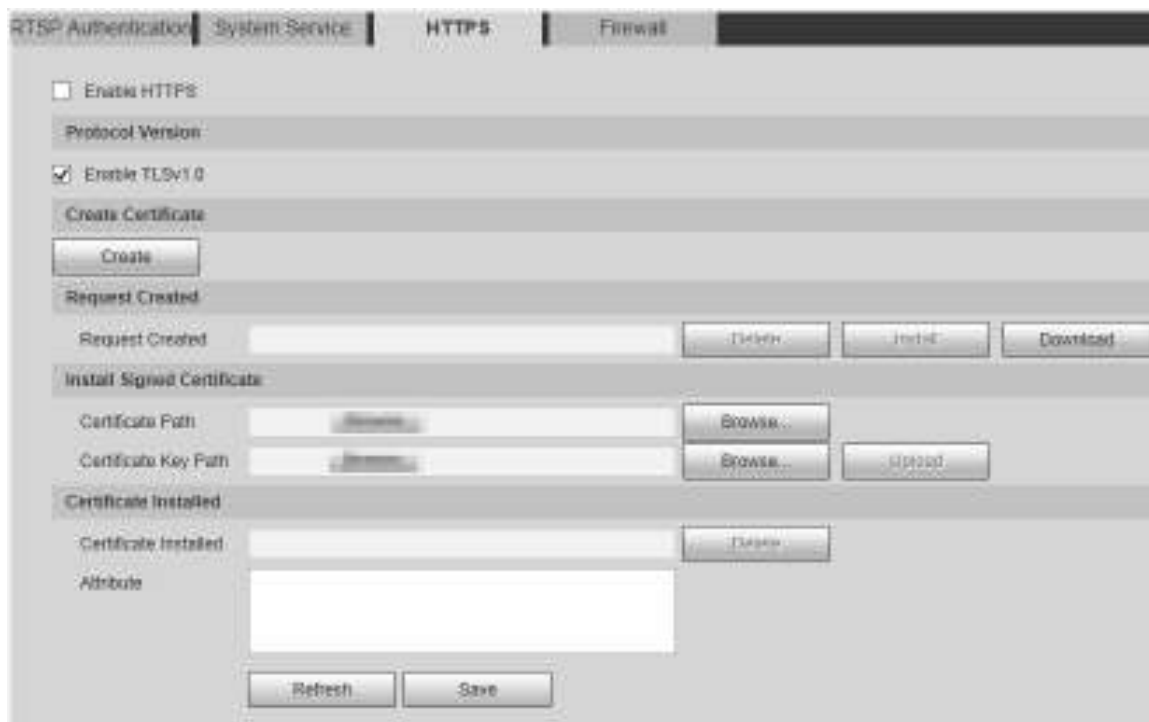 RTSP Authentication System Service HTTPS Firewall
Enable HTTPS
Protocol Version
Enable TLSv1.0
Create Certificate
Create
Request Created
Request Created Delete Install Download
Install Signed Certificate
Certificate Path Browse...
Certificate Key Path Browse... Upload
Certificate Installed
Certificate Installed Delete
Attribute
Refresh Save